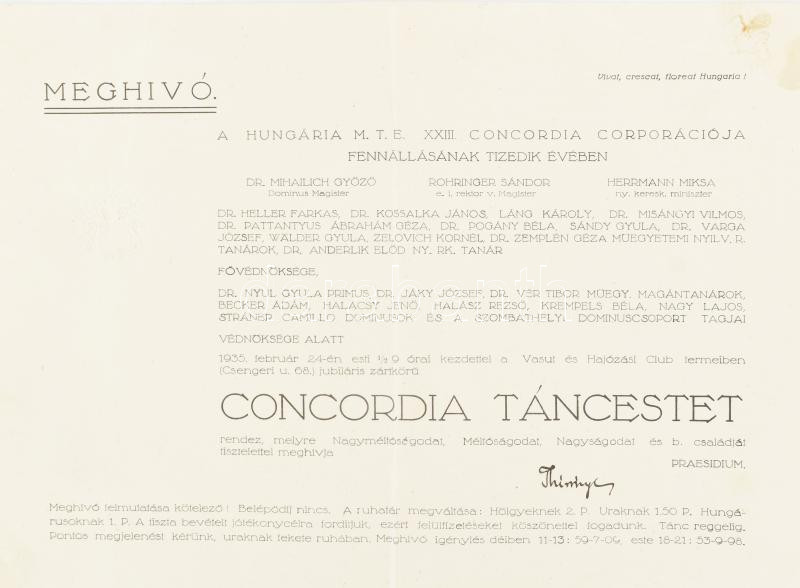 Vivat, crescat, floreat Hungaria !
MEGHIVÓ.
A HUNGÁRIA M. T. E. XXIII. CONCORDIA CORPORÁCIÓJA
FENNÁLLÁSÁNAK TIZEDIK ÉVÉBEN
DR. MIHAILICH GYŐZŐ ROHRINGER SÁNDOR HERRMANN MIKSA
Dominus Magister e. i. rektor v. Magister ny. keresk. miniszter
DR. HELLER FARKAS, DR. KOSSALKA JÁNOS, LÁNG KÁROLY, DR. MISÁNGYI VILMOS,
DR. PATTANTYUS ÁBRAHÁM GÉZA, DR. POGÁNY BÉLA, SÁNDY GYULA, DR. VARGA
JÓZSEF, WÄLDER GYULA, ZELOVICH KORNÉL, DR. ZEMPLÉN GÉZA MŰEGYETEMI NYILV. R.
TANÁROK, DR. ANDERLIK ELŐD NY. RK. TANÁR
FŐVÉDNÖKSÉGE,
DR. NYUL GYULA PRIMUS, DR. JÁKY JÓZSEF, DR. VÉR TIBOR MŰEGY. MAGÁNTANÁROK,
BECKER ÁDÁM, HALÁCSY JENŐ, HALÁSZ REZSŐ, KREMPELS BÉLA, NAGY LAJOS,
STRÁNER CAMILLO DOMINUSOK ÉS A SZOMBATHELYI DOMINUSCSOPORT TAGJAI
VÉDNÖKSÉGE ALATT
1935. február 24-én esti ½9 órai kezdettel a Vasut és Hajózási Club termeiben
(Csengeri u. 68.) jubiláris zártkörű
CONCORDIA TÁNCESTET
rendez, melyre Nagyméltóságodat, Méltóságodat, Nagyságodat és b. családját
tisztelettel meghivja
PRAESIDIUM.
Meghivó felmutatása kötelező ! Belépődij nincs. A ruhatár megváltása : Hölgyeknek 2 P. Uraknak 1.50 P. Hungá-
rusoknak 1 P. A tiszta bevételt jótékonycélra forditjuk, ezért felülfizetéseket köszönettel fogadunk. Tánc reggelig.
Pontos megjelenést kérünk, uraknak fekete ruhában. Meghivó igénylés délben 11-13 : 59-7-09, este 18-21 : 53-9-98.